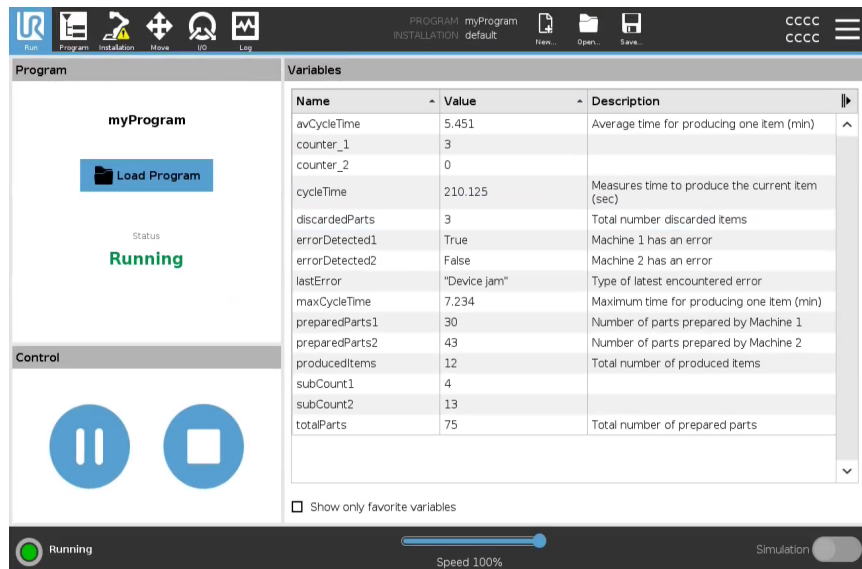 UR
Run
Program
Installation
Move
I/O
Log
PROGRAM myProgram
INSTALLATION default
New...
Open...
Save...
CCCC
CCCC
Program
myProgram
Load Program
Status
Running
Control
Variables
Name Value Description
avCycleTime 5.451 Average time for producing one item (min)
counter_1 3
counter_2 0
cycleTime 210.125 Measures time to produce the current item
(sec)
discardedParts 3 Total number discarded items
errorDetected1 True Machine 1 has an error
errorDetected2 False Machine 2 has an error
lastError "Device jam" Type of latest encountered error
maxCycleTime 7.234 Maximum time for producing one item (min)
preparedParts1 30 Number of parts prepared by Machine 1
preparedParts2 43 Number of parts prepared by Machine 2
producedItems 12 Total number of produced items
subCount1 4
subCount2 13
totalParts 75 Total number of prepared parts
Show only favorite variables
Running
Speed 100%
Simulation